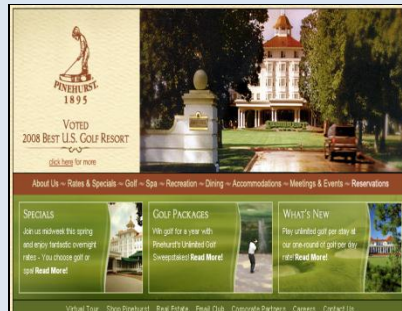 PINEHURST.
1895
VOTED
2008 BEST U.S. GOLF RESORT
click here for more
About Us ~ Rates & Specials ~ Golf ~ Spa ~ Recreation ~ Dining ~ Accommodations ~ Meetings & Events ~ Reservations
SPECIALS
Join us midweek this spring
and enjoy fantastic overnight
rates - You choose golf or
spa! Read More!
GOLF PACKAGES
Win golf for a year with
Pinehurst's Unlimited Golf
Sweepstakes! Read More!
WHAT'S NEW
Play unlimited golf per stay at
our one-round of golf per day
rate! Read More!
Virtual Tour Shop Pinehurst Real Estate Email Club Corporate Partners Careers Contact Us